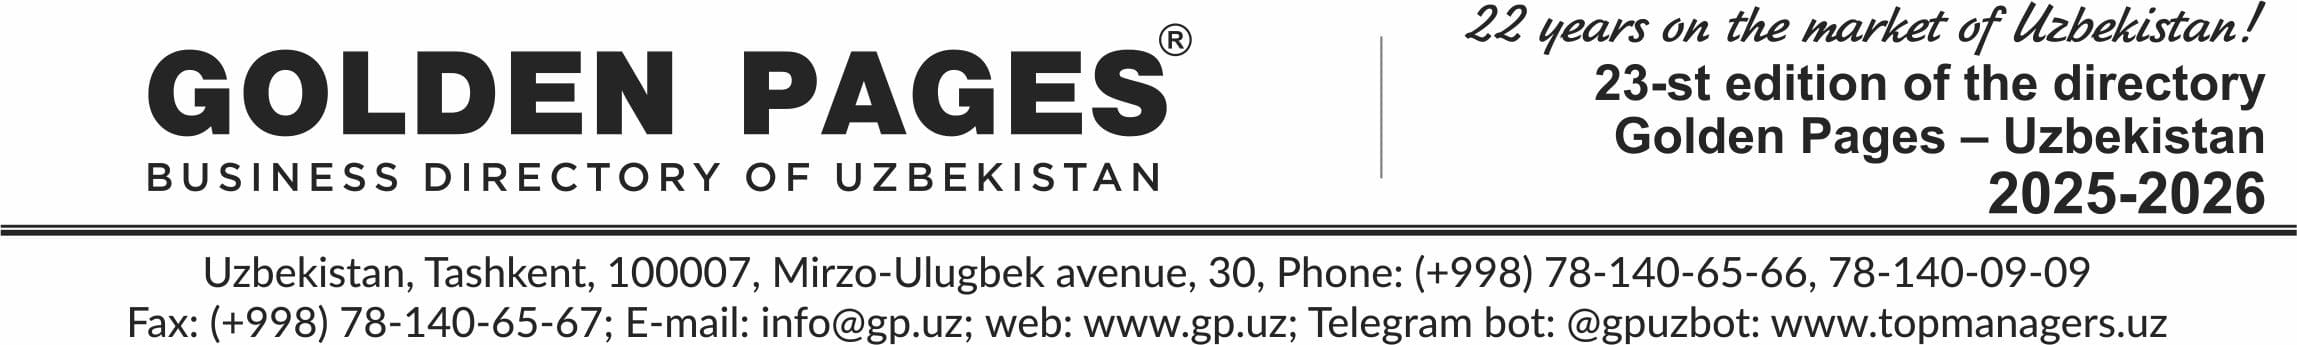 GOLDEN PAGES®
BUSINESS DIRECTORY OF UZBEKISTAN
22 years on the market of Uzbekistan!
23-st edition of the directory
Golden Pages – Uzbekistan
2025-2026
Uzbekistan, Tashkent, 100007, Mirzo-Ulugbek avenue, 30, Phone: (+998) 78-140-65-66, 78-140-09-09
Fax: (+998) 78-140-65-67; E-mail: info@gp.uz; web: www.gp.uz; Telegram bot: @gpuzbot: www.topmanagers.uz